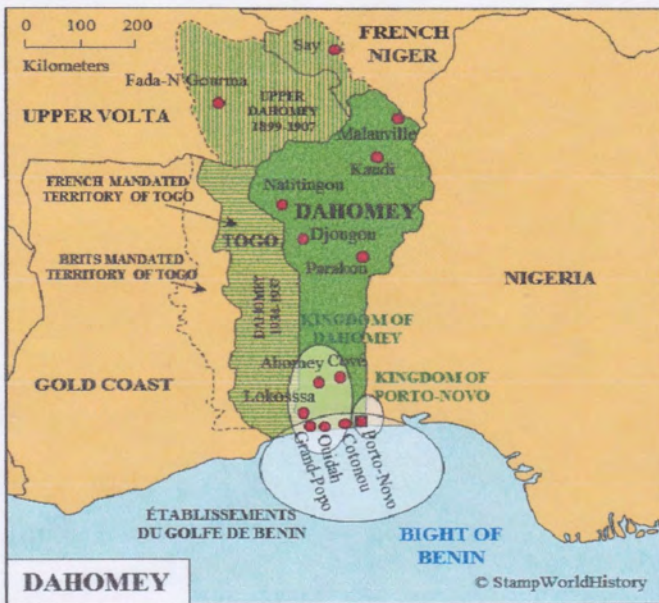 0 100 200
Kilometers
FRENCH
NIGER
Say
Fada-N'Gourma
UPPER
DAHOMEY
1899-1907
UPPER VOLTA
Malanville
Kandi
FRENCH MANDATED
TERRITORY OF TOGO
Natitingou
DAHOMEY
TOGO
Djongou
BRITS MANDATED
TERRITORY OF TOGO
Parakou
NIGERIA
DAHOMEY
1934-1937
KINGDOM OF
DAHOMEY
Abomey
Cove
GOLD COAST
KINGDOM OF
PORTO-NOVO
Lokosssa
Grand-Popo
Ouidah
Cotonou
Porto-Novo
ÉTABLISSEMENTS
DU GOLFE DE BENIN
BIGHT OF
BENIN
DAHOMEY
© StampWorldHistory